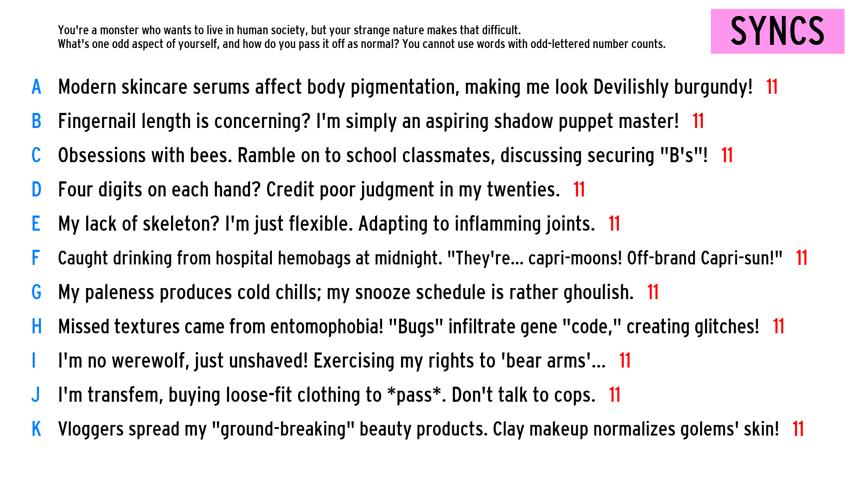 You're a monster who wants to live in human society, but your strange nature makes that difficult.
What's one odd aspect of yourself, and how do you pass it off as normal? You cannot use words with odd-lettered number counts.
SYNCS
A Modern skincare serums affect body pigmentation, making me look Devilishly burgundy! 11
B Fingernail length is concerning? I'm simply an aspiring shadow puppet master! 11
C Obsessions with bees. Ramble on to school classmates, discussing securing "B's"! 11
D Four digits on each hand? Credit poor judgment in my twenties. 11
E My lack of skeleton? I'm just flexible. Adapting to inflamming joints. 11
F Caught drinking from hospital hemobags at midnight. "They're... capri-moons! Off-brand Capri-sun!" 11
G My paleness produces cold chills; my snooze schedule is rather ghoulish. 11
H Missed textures came from entomophobia! "Bugs" infiltrate gene "code," creating glitches! 11
I I'm no werewolf, just unshaved! Exercising my rights to 'bear arms'... 11
J I'm transfem, buying loose-fit clothing to *pass*. Don't talk to cops. 11
K Vloggers spread my "ground-breaking" beauty products. Clay makeup normalizes golems' skin! 11